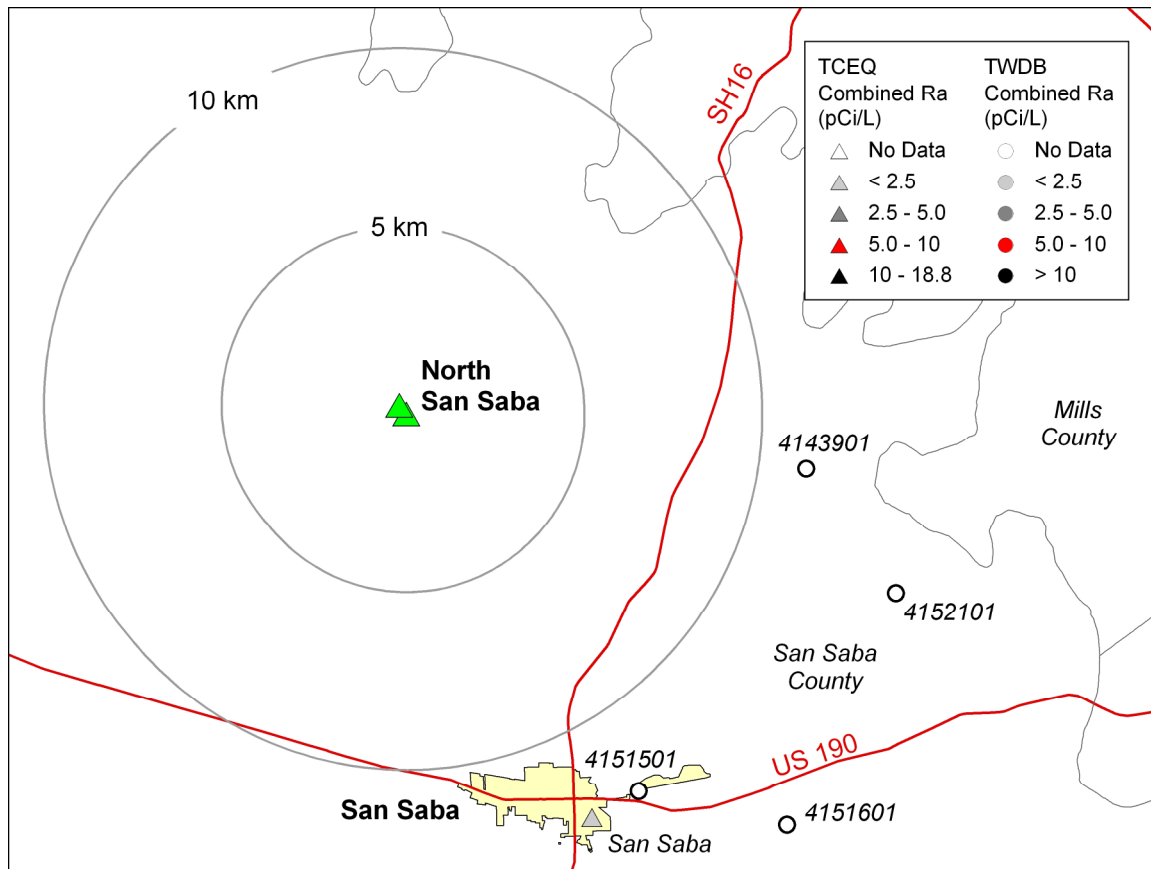 10 km
5 km
North
San Saba
SH16
TCEQ
Combined Ra
(pCi/L)
No Data
< 2.5
2.5 - 5.0
5.0 - 10
10 - 18.8
TWDB
Combined Ra
(pCi/L)
No Data
< 2.5
2.5 - 5.0
5.0 - 10
> 10
Mills
County
4143901
4152101
San Saba
County
US 190
4151501
San Saba
4151601
San Saba